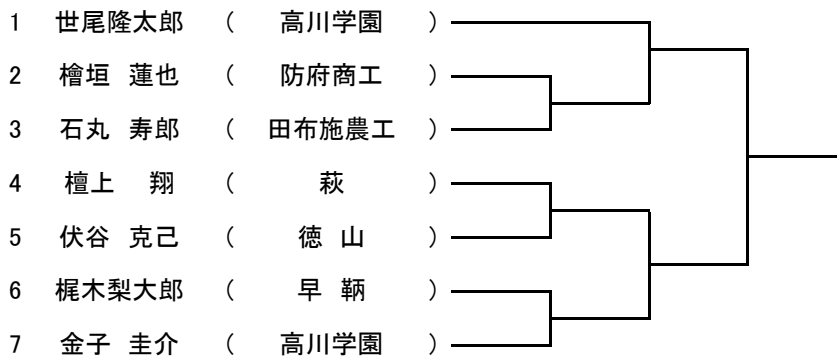 1 世尾隆太郎 ( 高川学園 )
2 檜垣 蓮也 ( 防府商工 )
3 石丸 寿郎 ( 田布施農工 )
4 檀上 翔 ( 萩 )
5 伏谷 克己 ( 徳 山 )
6 梶木梨大郎 ( 早 鞆 )
7 金子 圭介 ( 高川学園 )